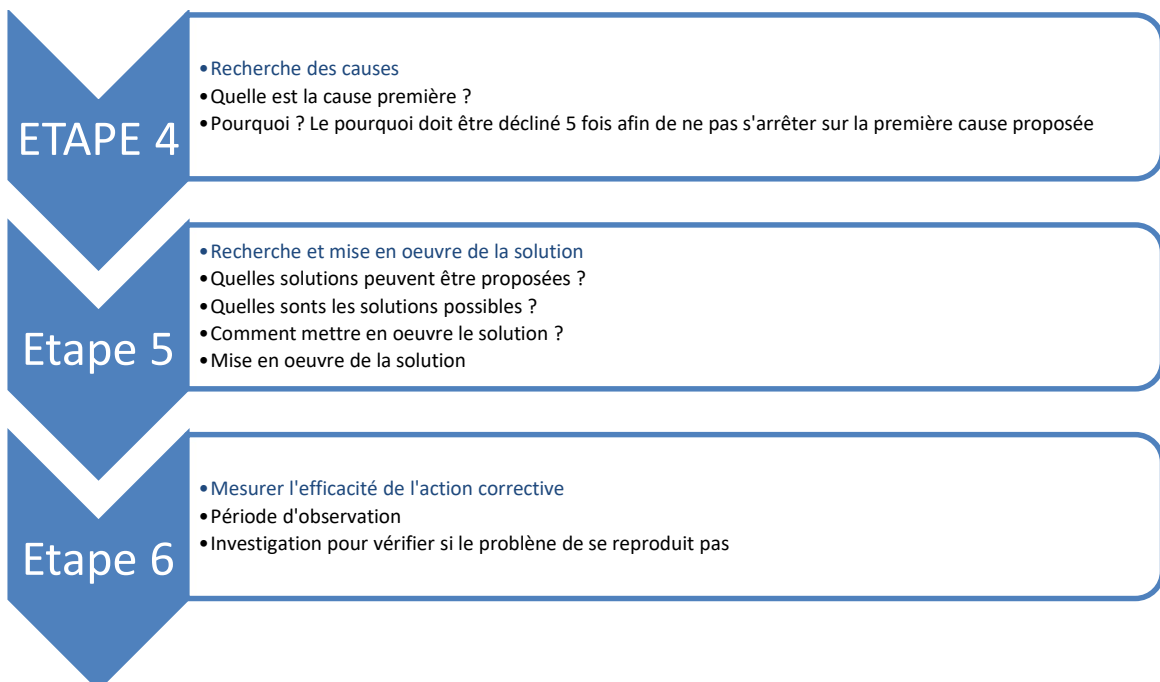 ETAPE 4
•Recherche des causes
•Quelle est la cause première ?
•Pourquoi ? Le pourquoi doit être décliné 5 fois afin de ne pas s'arrêter sur la première cause proposée
Etape 5
•Recherche et mise en oeuvre de la solution
•Quelles solutions peuvent être proposées ?
•Quelles sonts les solutions possibles ?
•Comment mettre en oeuvre le solution ?
•Mise en oeuvre de la solution
Etape 6
•Mesurer l'efficacité de l'action corrective
•Période d'observation
•Investigation pour vérifier si le problène de se reproduit pas